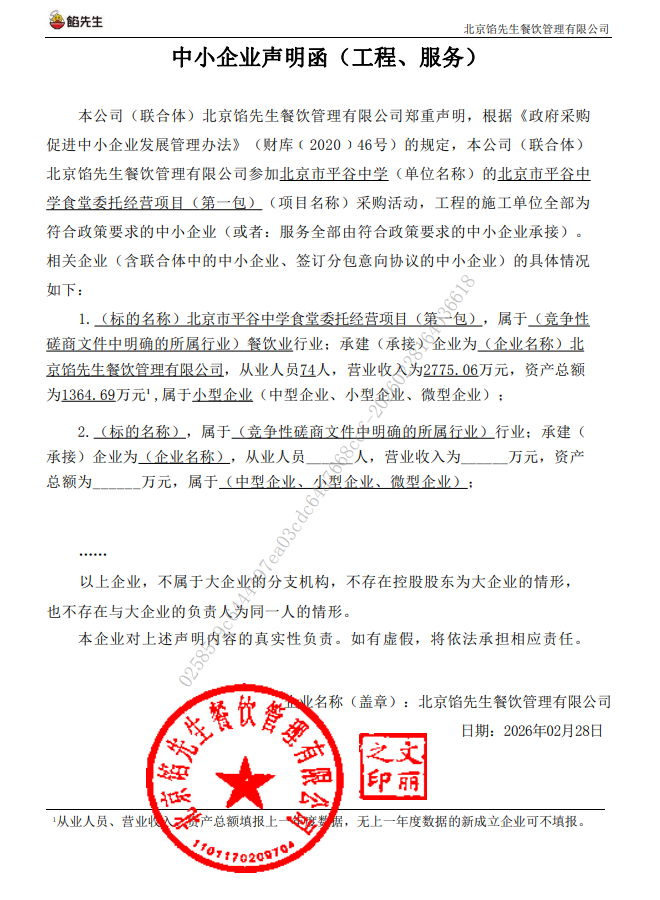 馅先生
北京馅先生餐饮管理有限公司
中小企业声明函（工程、服务）
本公司（联合体）北京馅先生餐饮管理有限公司郑重声明，根据《政府采购
促进中小企业发展管理办法》（财库﹝2020﹞46号）的规定，本公司（联合体）
北京馅先生餐饮管理有限公司参加北京市平谷中学（单位名称）的北京市平谷中
学食堂委托经营项目（第一包）（项目名称）采购活动，工程的施工单位全部为
符合政策要求的中小企业（或者：服务全部由符合政策要求的中小企业承接）。
相关企业（含联合体中的中小企业、签订分包意向协议的中小企业）的具体情况
如下：
1.（标的名称）北京市平谷中学食堂委托经营项目（第一包），属于（竞争性
磋商文件中明确的所属行业）餐饮业行业；承建（承接）企业为（企业名称）北
京馅先生餐饮管理有限公司，从业人员74人，营业收入为2775.06万元，资产总额
为1364.69万元¹,属于小型企业（中型企业、小型企业、微型企业）；
2.（标的名称），属于（竞争性磋商文件中明确的所属行业）行业；承建（
承接）企业为（企业名称），从业人员______人，营业收入为______万元，资产
总额为______万元，属于（中型企业、小型企业、微型企业）；
……
以上企业，不属于大企业的分支机构，不存在控股股东为大企业的情形，
也不存在与大企业的负责人为同一人的情形。
本企业对上述声明内容的真实性负责。如有虚假，将依法承担相应责任。
企业名称（盖章）：北京馅先生餐饮管理有限公司
日期：2026年02月28日
北京馅先生餐饮管理有限公司
1101170200704
文丽
之印
¹从业人员、营业收入、资产总额填报上一年度数据，无上一年度数据的新成立企业可不填报。